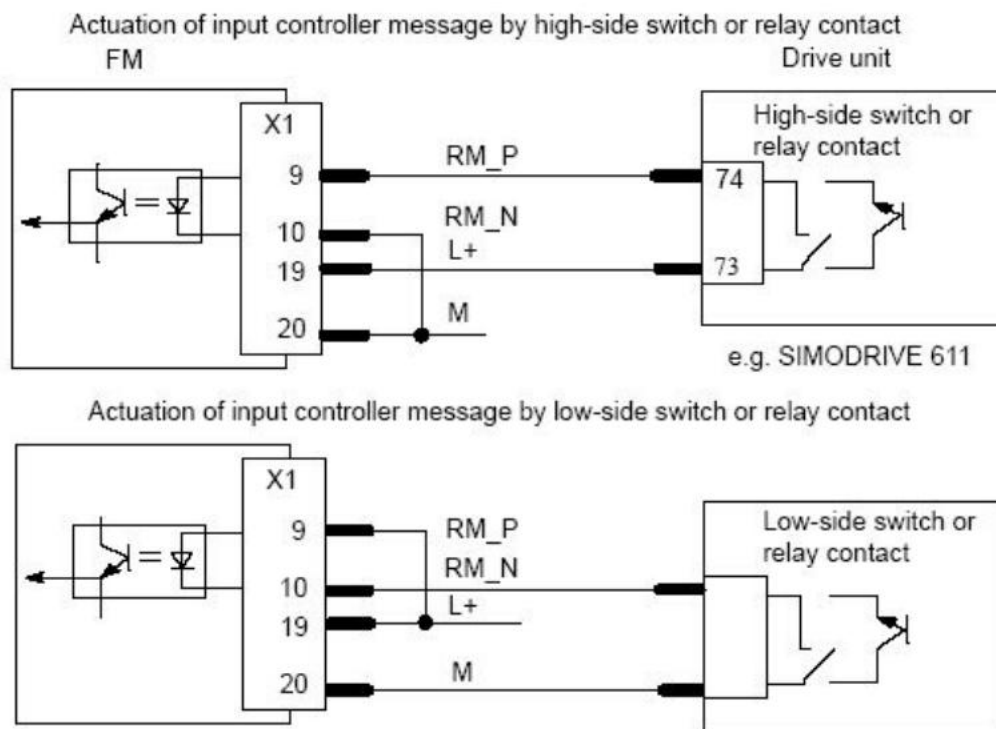 Actuation of input controller message by high-side switch or relay contact
FM
Drive unit
X1
High-side switch or
relay contact
9
RM_P
74
10
RM_N
19
L+
73
20
M
e.g. SIMODRIVE 611
Actuation of input controller message by low-side switch or relay contact
X1
9
RM_P
Low-side switch or
relay contact
10
RM_N
19
L+
20
M